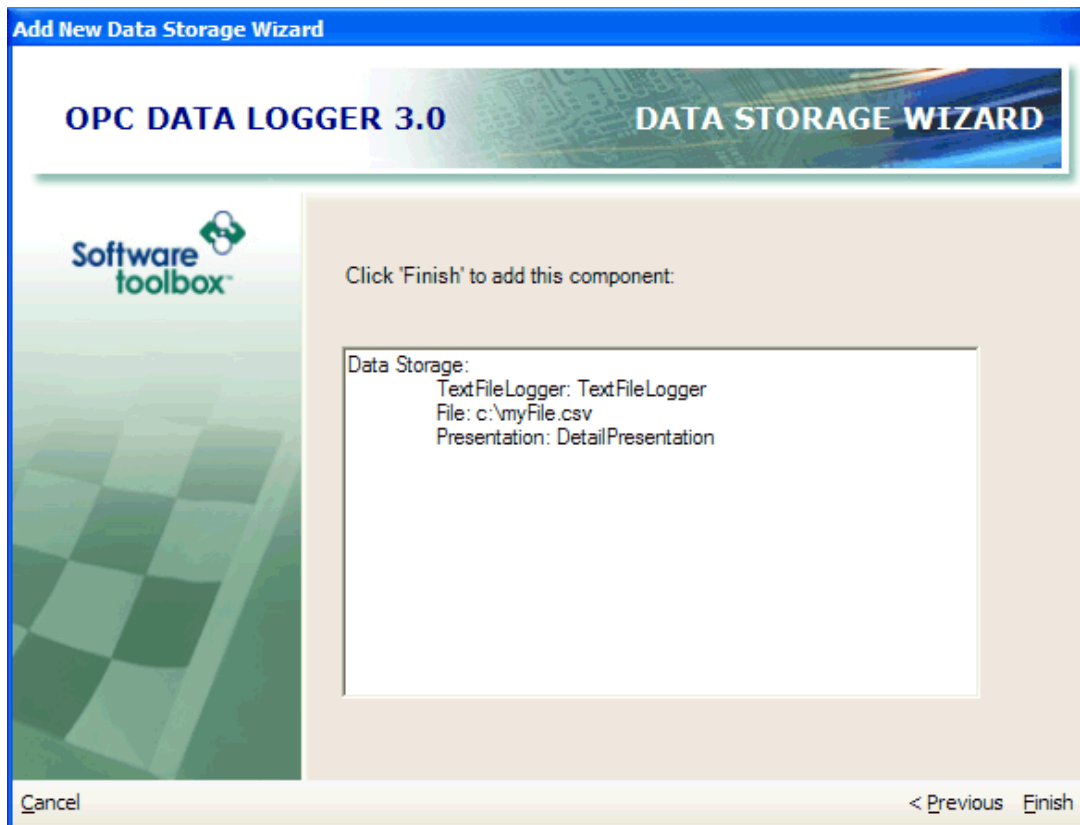 Add New Data Storage Wizard
OPC DATA LOGGER 3.0 DATA STORAGE WIZARD
Software
toolbox™
Click 'Finish' to add this component:
Data Storage:
TextFileLogger: TextFileLogger
File: c:\myFile.csv
Presentation: DetailPresentation
Cancel < Previous Finish